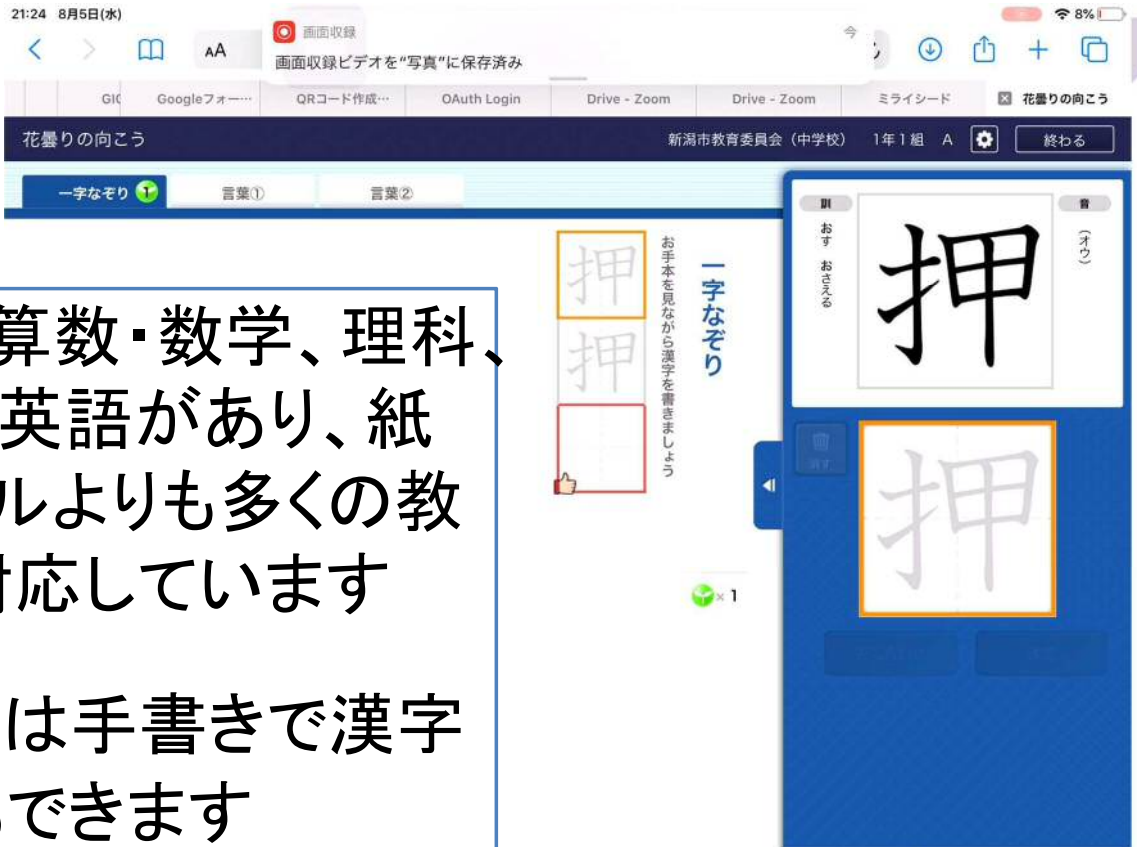 21:24 8月5日(水)
8%
画面収録
今
画面収録ビデオを“写真”に保存済み
AA
GIC
Googleフォー…
QRコード作成…
OAuth Login
Drive - Zoom
Drive - Zoom
ミライシード
花曇りの向こう
花曇りの向こう
新潟市教育委員会（中学校） 1年1組 A
終わる
一字なぞり 1
言葉①
言葉②
音
（オウ）
押
訓
おす おさえる
一字なぞり
お手本を見ながら漢字を書きましょう
押
押
× 1
消す
押
算数・数学、理科、
英語があり、紙
ルよりも多くの教
対応しています
は手書きで漢字
もできます